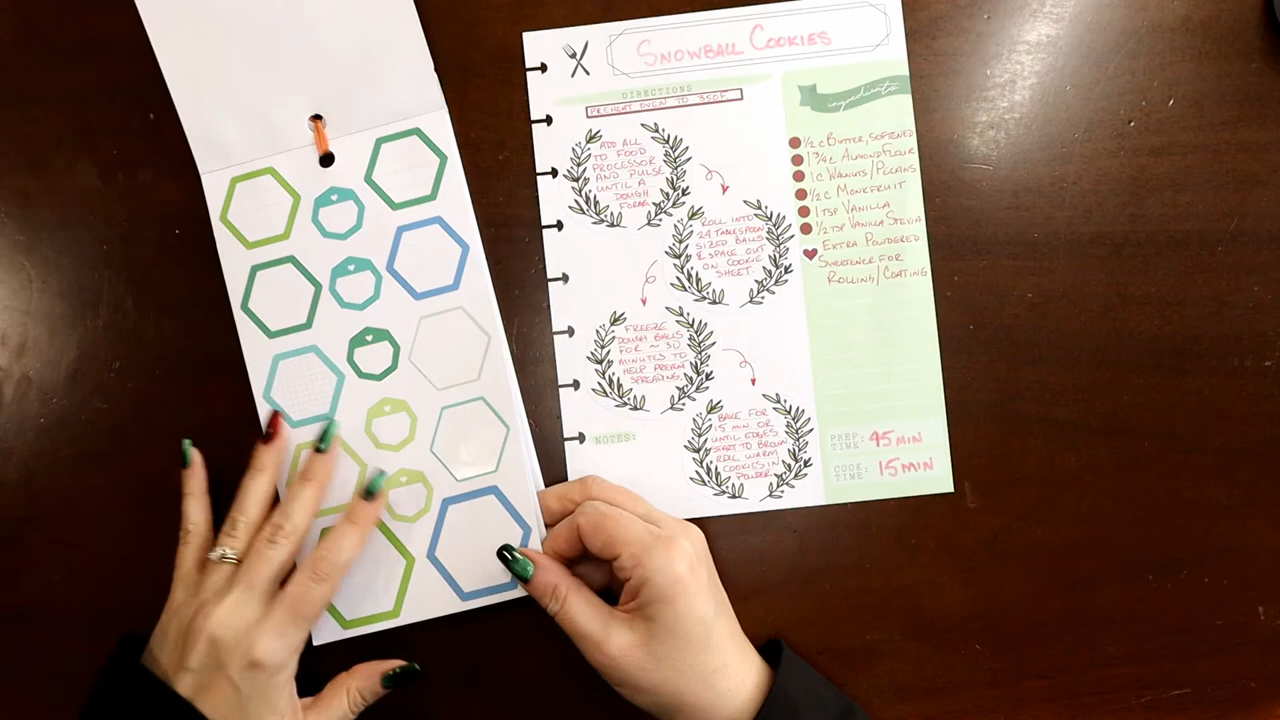 SNOWBALL COOKIES
DIRECTIONS
PREHEAT OVEN TO 350F.
ADD ALL
TO FOOD
PROCESSOR
AND PULSE
UNTIL A
DOUGH
FORMS.
ROLL INTO
24 TABLESPOON
SIZED BALLS
& SPACE OUT
ON COOKIE
SHEET.
FREEZE
DOUGH BALLS
FOR ~30
MINUTES TO
HELP PREVENT
SPREADING.
BAKE FOR
15 MIN. OR
UNTIL EDGES
START TO BROWN.
ROLL WARM
COOKIES IN
POWDER.
NOTES:
ingredients
1/2 C BUTTER, SOFTENED
1 3/4 C ALMOND FLOUR
1C WALNUTS/PECANS
1/2 C MONKFRUIT
1 TSP VANILLA
1/2 TSP VANILLA STEVIA
EXTRA POWDERED
SWEETENER FOR
ROLLING/COATING
PREP TIME: 45 MIN
COOK TIME: 15 MIN